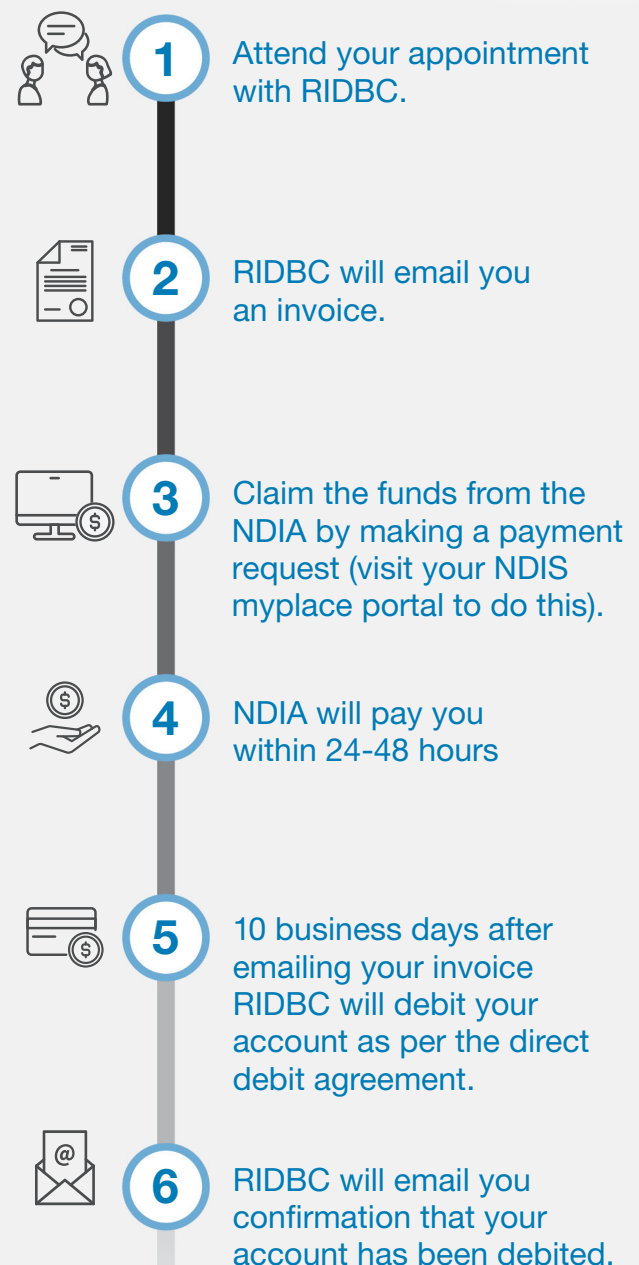 1
Attend your appointment
with RIDBC.
2
RIDBC will email you
an invoice.
$
3
Claim the funds from the
NDIA by making a payment
request (visit your NDIS
myplace portal to do this).
$
4
NDIA will pay you
within 24-48 hours
$
5
10 business days after
emailing your invoice
RIDBC will debit your
account as per the direct
debit agreement.
@
6
RIDBC will email you
confirmation that your
account has been debited.